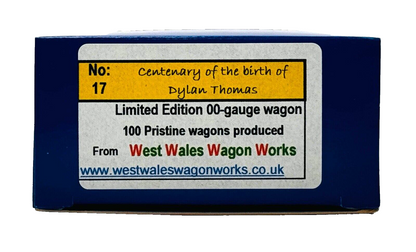 No: Centenary of the birth of
17 Dylan Thomas
Limited Edition 00-gauge wagon
100 Pristine wagons produced
From West Wales Wagon Works
www.westwaleswagonworks.co.uk